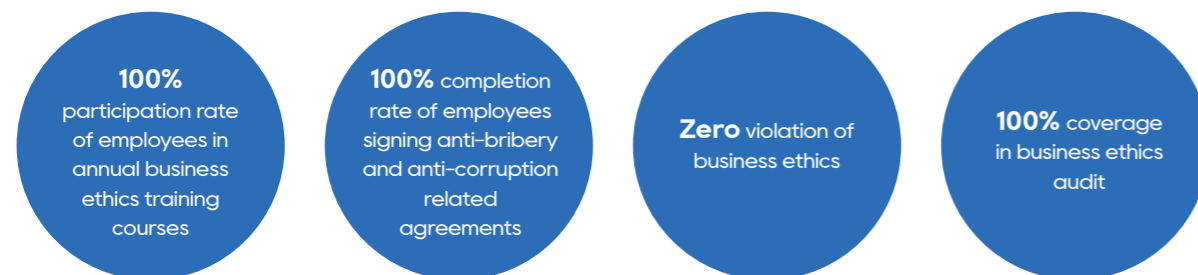 100%
participation rate
of employees in
annual business
ethics training
courses
100% completion
rate of employees
signing anti-bribery
and anti-corruption
related
agreements
Zero violation of
business ethics
100% coverage
in business ethics
audit